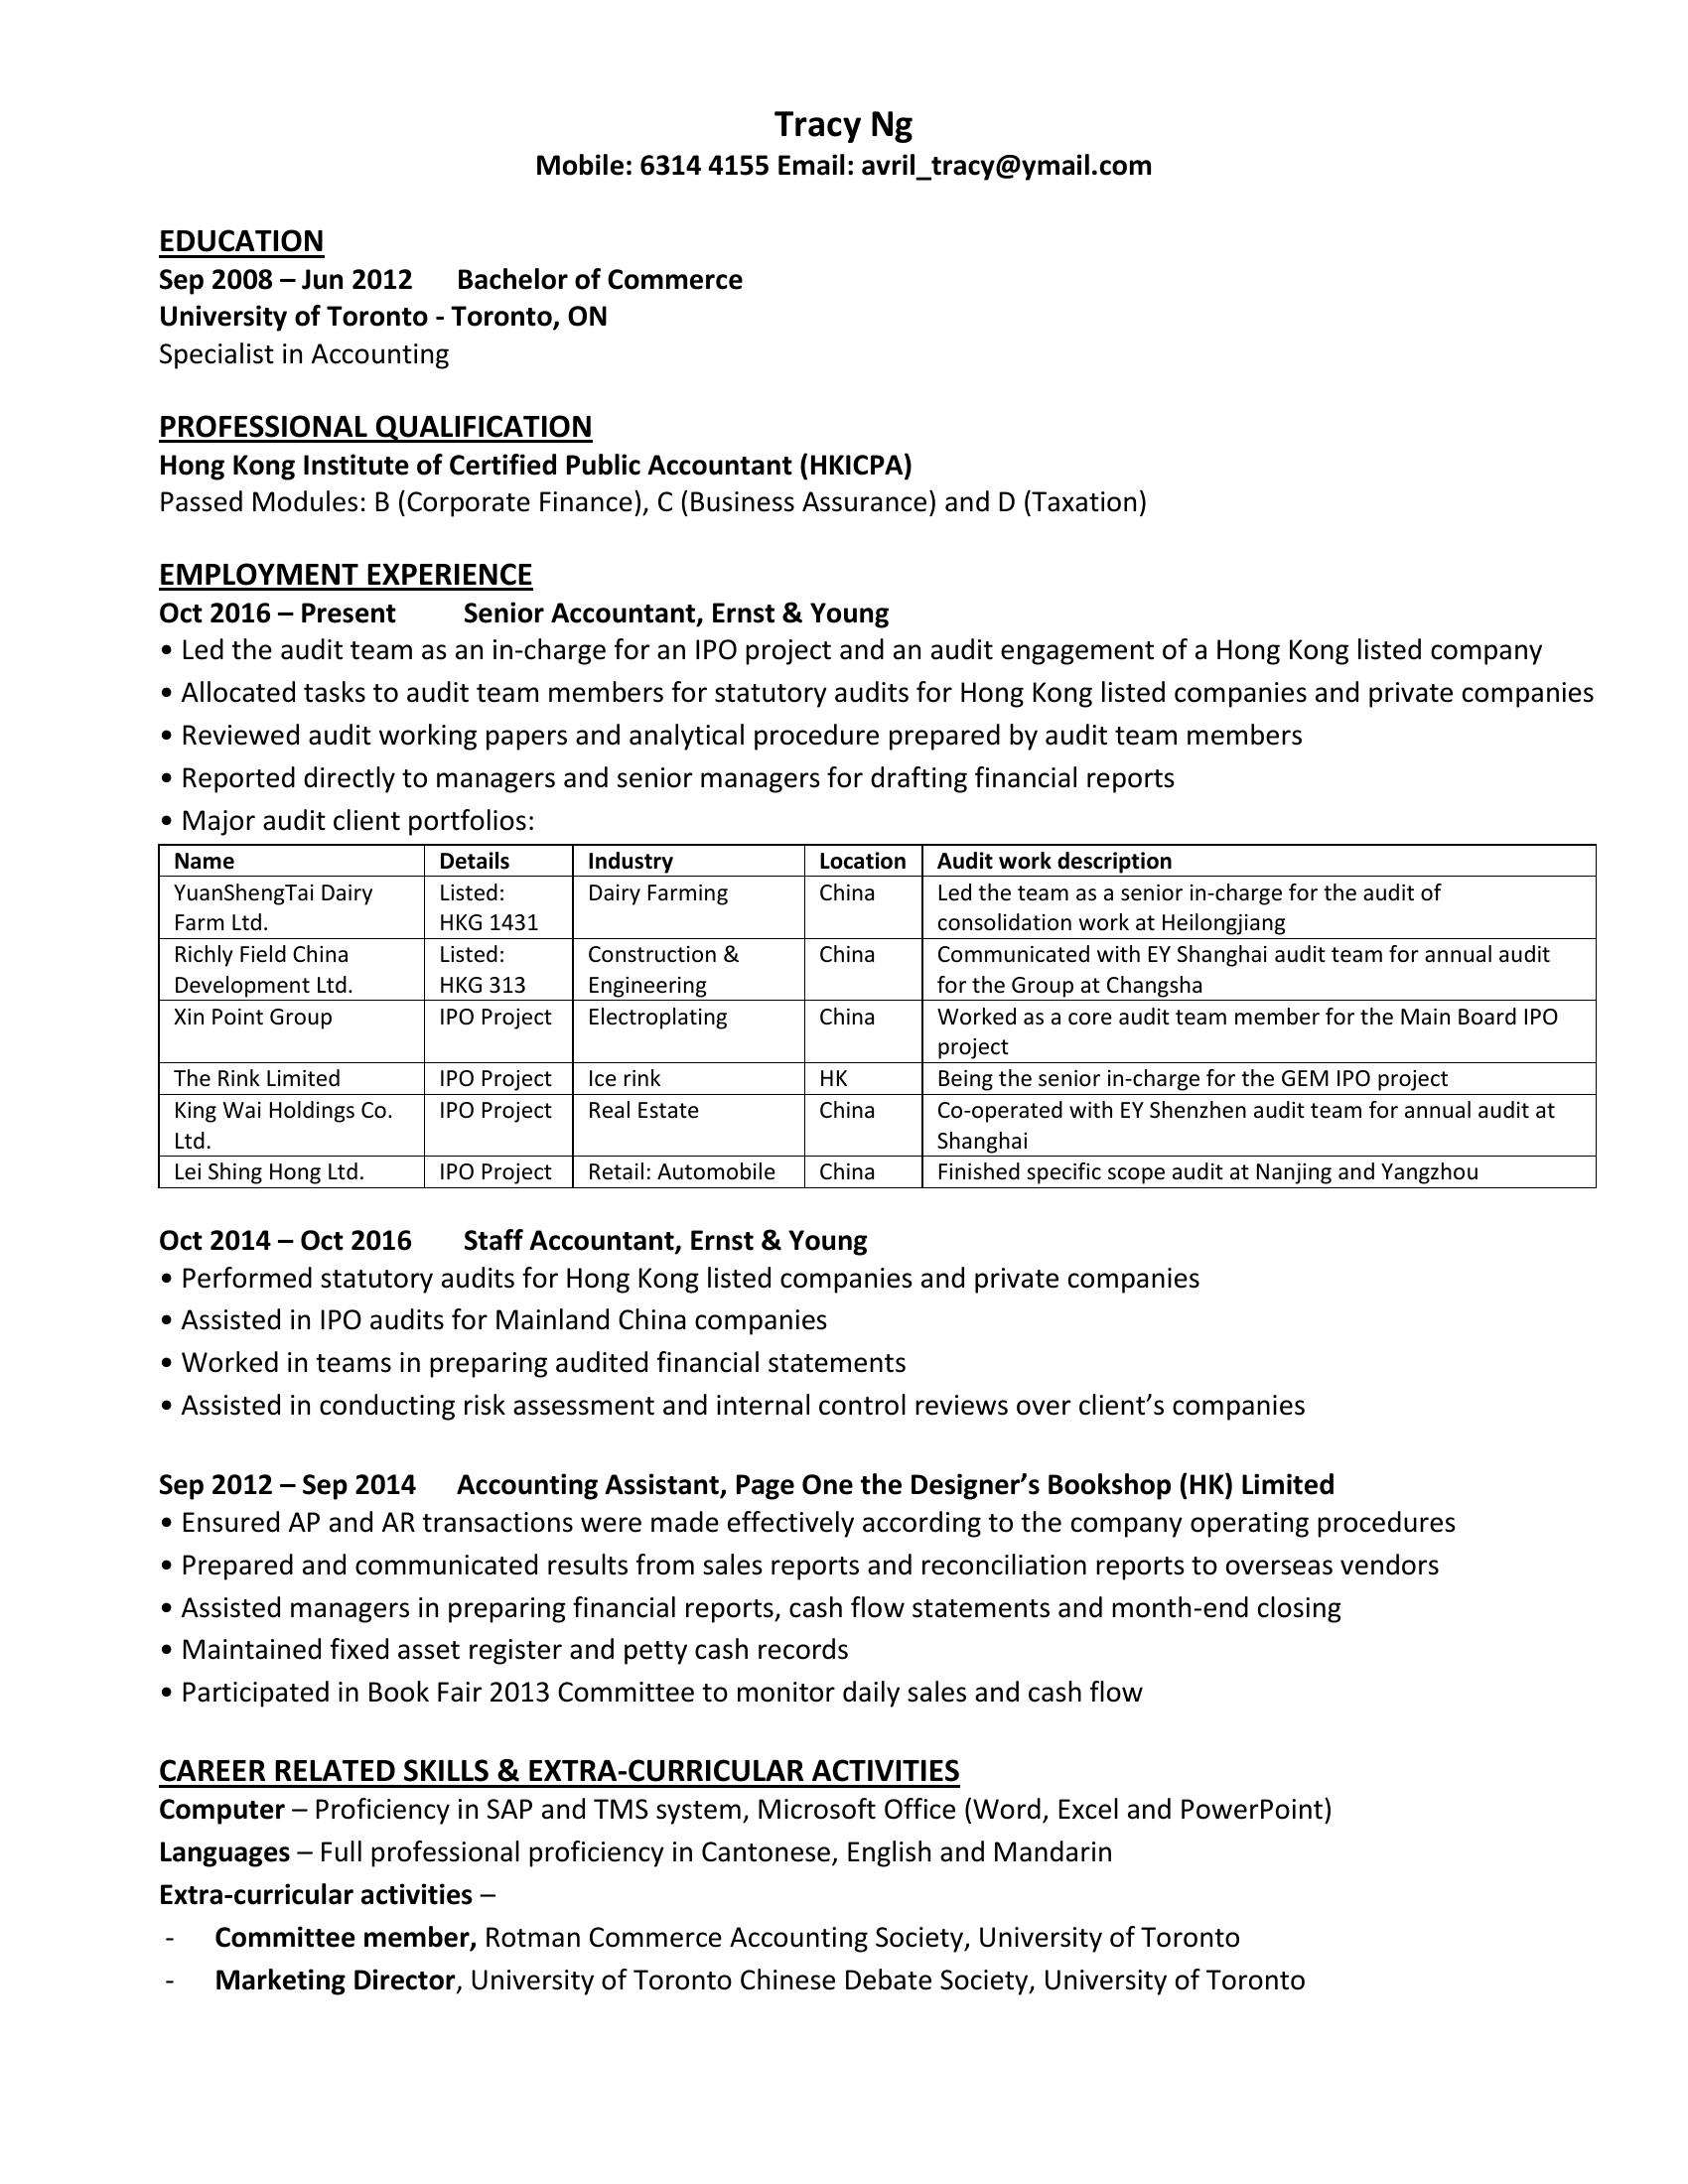 Tracy Ng
Mobile: 6314 4155 Email: avril_tracy@ymail.com
EDUCATION
Sep 2008 – Jun 2012 Bachelor of Commerce
University of Toronto - Toronto, ON
Specialist in Accounting
PROFESSIONAL QUALIFICATION
Hong Kong Institute of Certified Public Accountant (HKICPA)
Passed Modules: B (Corporate Finance), C (Business Assurance) and D (Taxation)
EMPLOYMENT EXPERIENCE
Oct 2016 – Present Senior Accountant, Ernst & Young
• Led the audit team as an in-charge for an IPO project and an audit engagement of a Hong Kong listed company
• Allocated tasks to audit team members for statutory audits for Hong Kong listed companies and private companies
• Reviewed audit working papers and analytical procedure prepared by audit team members
• Reported directly to managers and senior managers for drafting financial reports
• Major audit client portfolios:
Name Details Industry Location Audit work description
YuanShengTai Dairy Listed: Dairy Farming China Led the team as a senior in-charge for the audit of
Farm Ltd. HKG 1431 consolidation work at Heilongjiang
Richly Field China Listed: Construction & China Communicated with EY Shanghai audit team for annual audit
Development Ltd. HKG 313 Engineering for the Group at Changsha
Xin Point Group IPO Project Electroplating China Worked as a core audit team member for the Main Board IPO
project
The Rink Limited IPO Project Ice rink HK Being the senior in-charge for the GEM IPO project
King Wai Holdings Co. IPO Project Real Estate China Co-operated with EY Shenzhen audit team for annual audit at
Ltd. Shanghai
Lei Shing Hong Ltd. IPO Project Retail: Automobile China Finished specific scope audit at Nanjing and Yangzhou
Oct 2014 – Oct 2016 Staff Accountant, Ernst & Young
• Performed statutory audits for Hong Kong listed companies and private companies
• Assisted in IPO audits for Mainland China companies
• Worked in teams in preparing audited financial statements
• Assisted in conducting risk assessment and internal control reviews over client’s companies
Sep 2012 – Sep 2014 Accounting Assistant, Page One the Designer’s Bookshop (HK) Limited
• Ensured AP and AR transactions were made effectively according to the company operating procedures
• Prepared and communicated results from sales reports and reconciliation reports to overseas vendors
• Assisted managers in preparing financial reports, cash flow statements and month-end closing
• Maintained fixed asset register and petty cash records
• Participated in Book Fair 2013 Committee to monitor daily sales and cash flow
CAREER RELATED SKILLS & EXTRA-CURRICULAR ACTIVITIES
Computer – Proficiency in SAP and TMS system, Microsoft Office (Word, Excel and PowerPoint)
Languages – Full professional proficiency in Cantonese, English and Mandarin
Extra-curricular activities –
- Committee member, Rotman Commerce Accounting Society, University of Toronto
- Marketing Director, University of Toronto Chinese Debate Society, University of Toronto